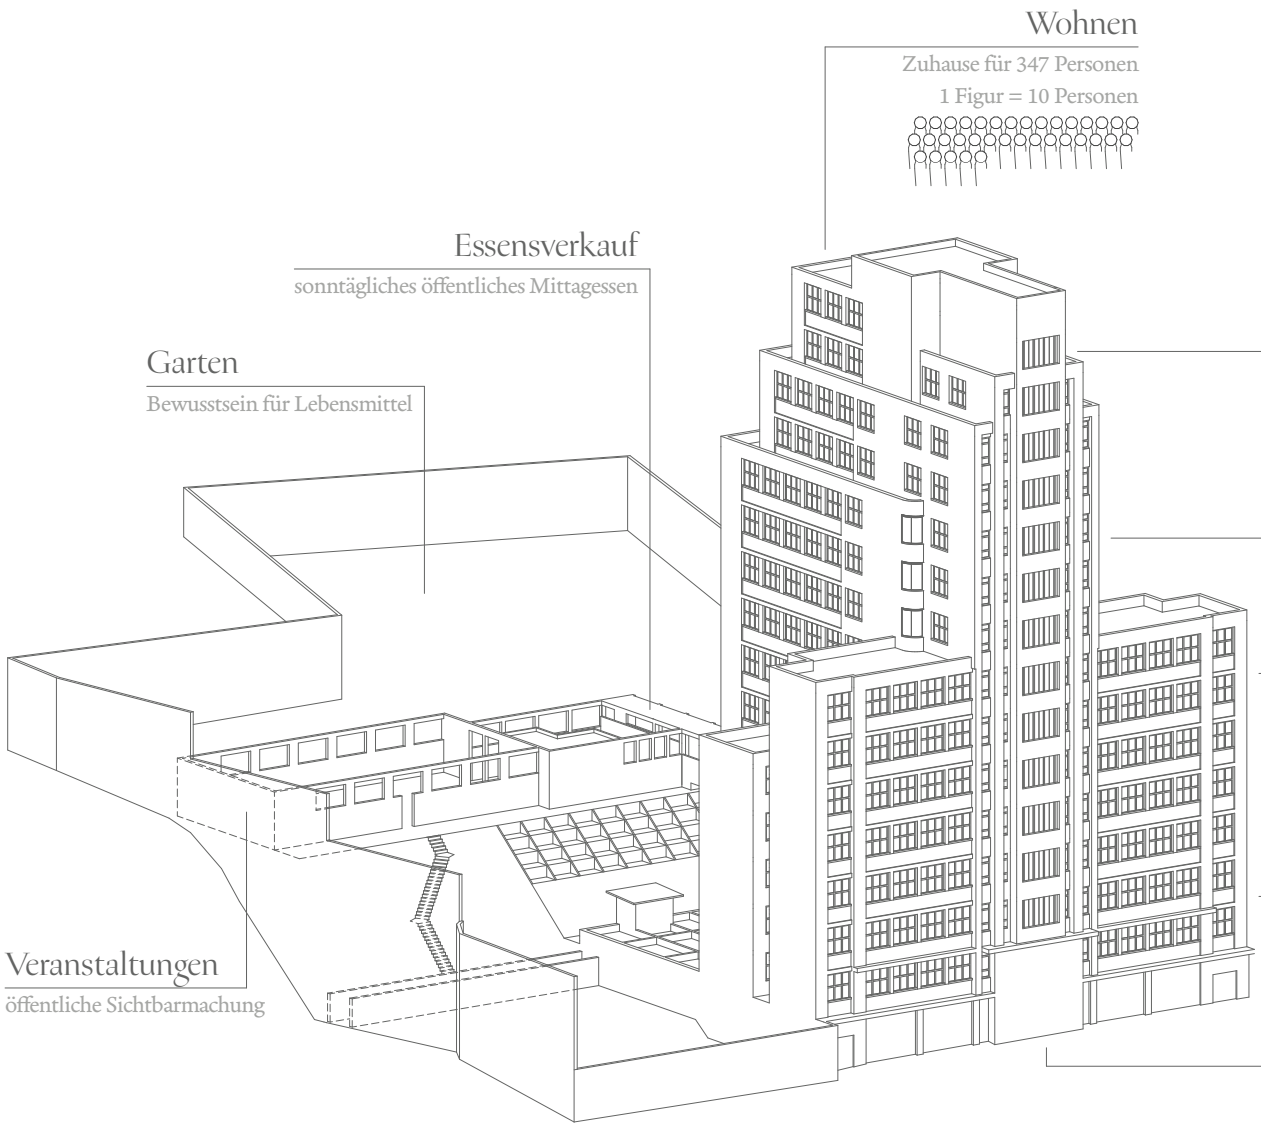 Wohnen
Zuhause für 347 Personen
1 Figur = 10 Personen
Essensverkauf
sonntägliches öffentliches Mittagessen
Garten
Bewusstsein für Lebensmittel
Veranstaltungen
öffentliche Sichtbarmachung